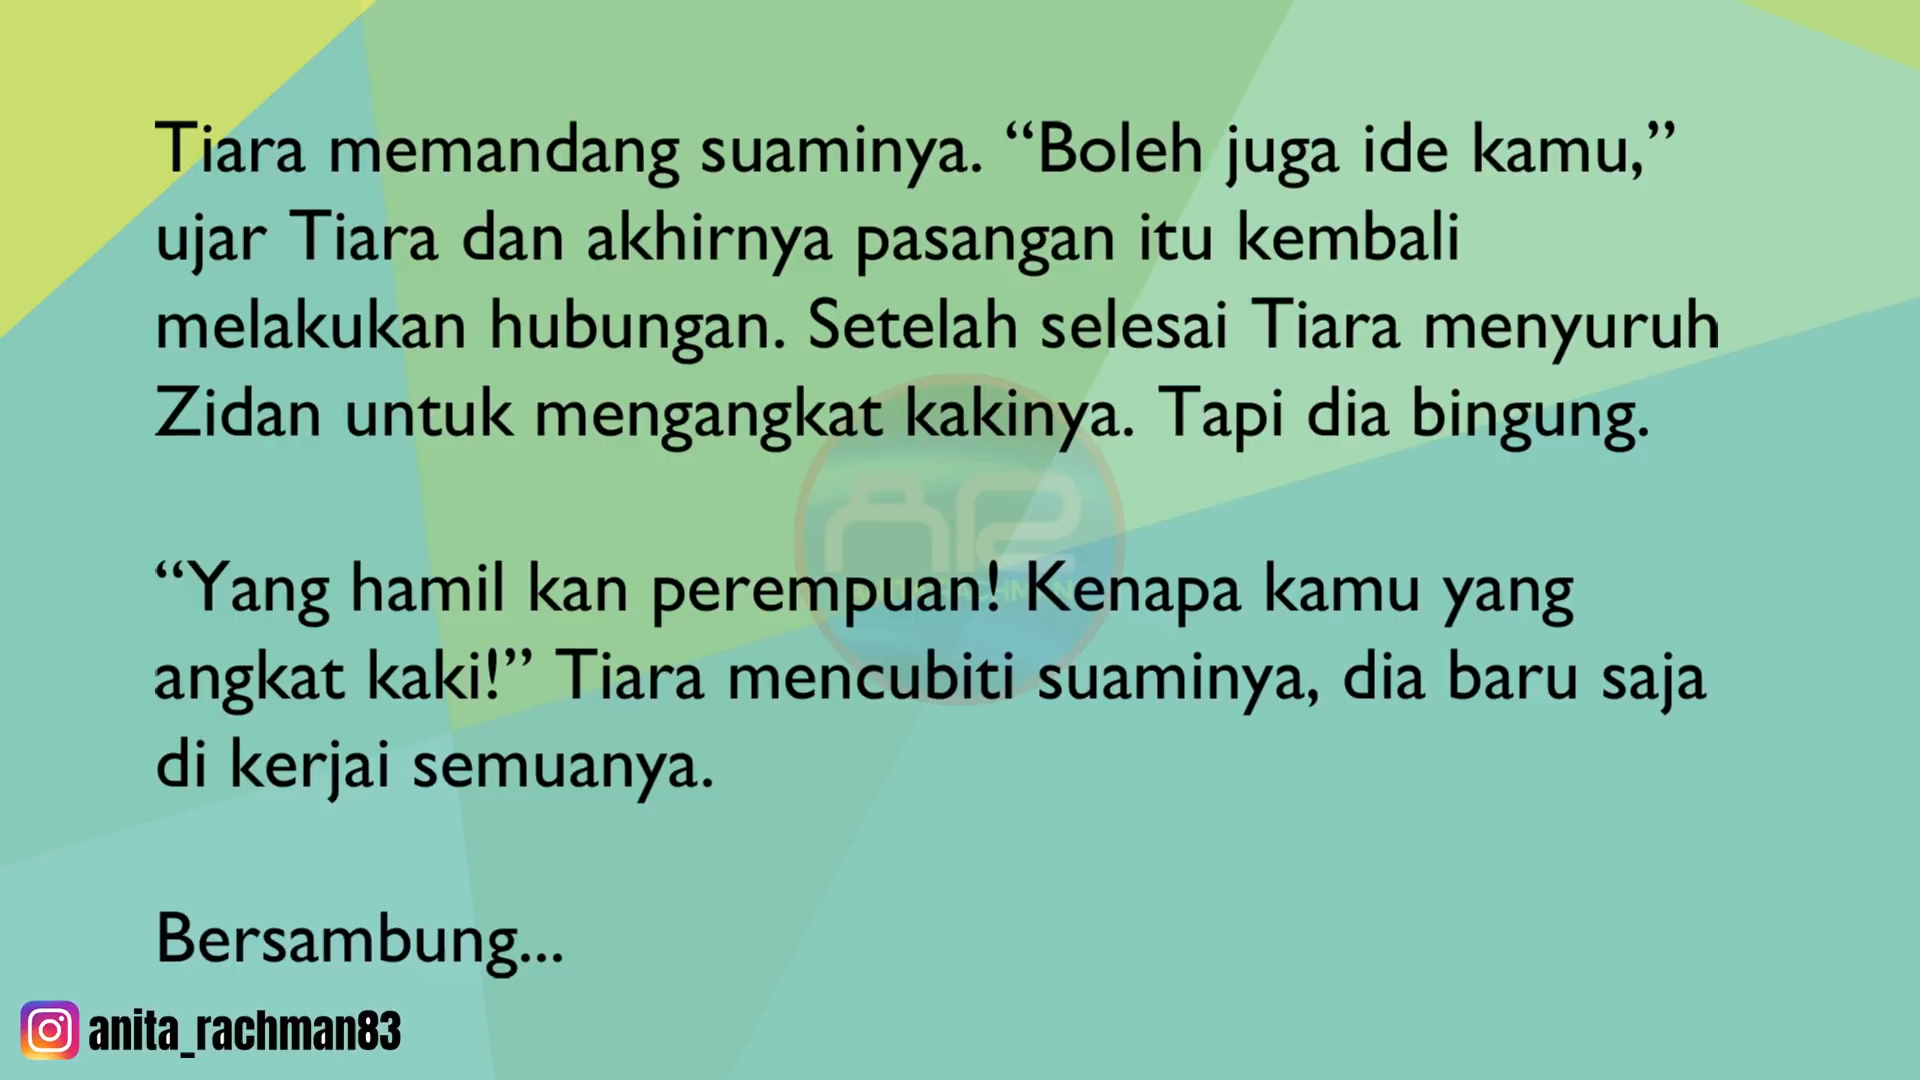 Tiara memandang suaminya. “Boleh juga ide kamu,”
ujar Tiara dan akhirnya pasangan itu kembali
melakukan hubungan. Setelah selesai Tiara menyuruh
Zidan untuk mengangkat kakinya. Tapi dia bingung.
“Yang hamil kan perempuan! Kenapa kamu yang
angkat kaki!” Tiara mencubiti suaminya, dia baru saja
di kerjai semuanya.
Bersambung...
anita_rachman83